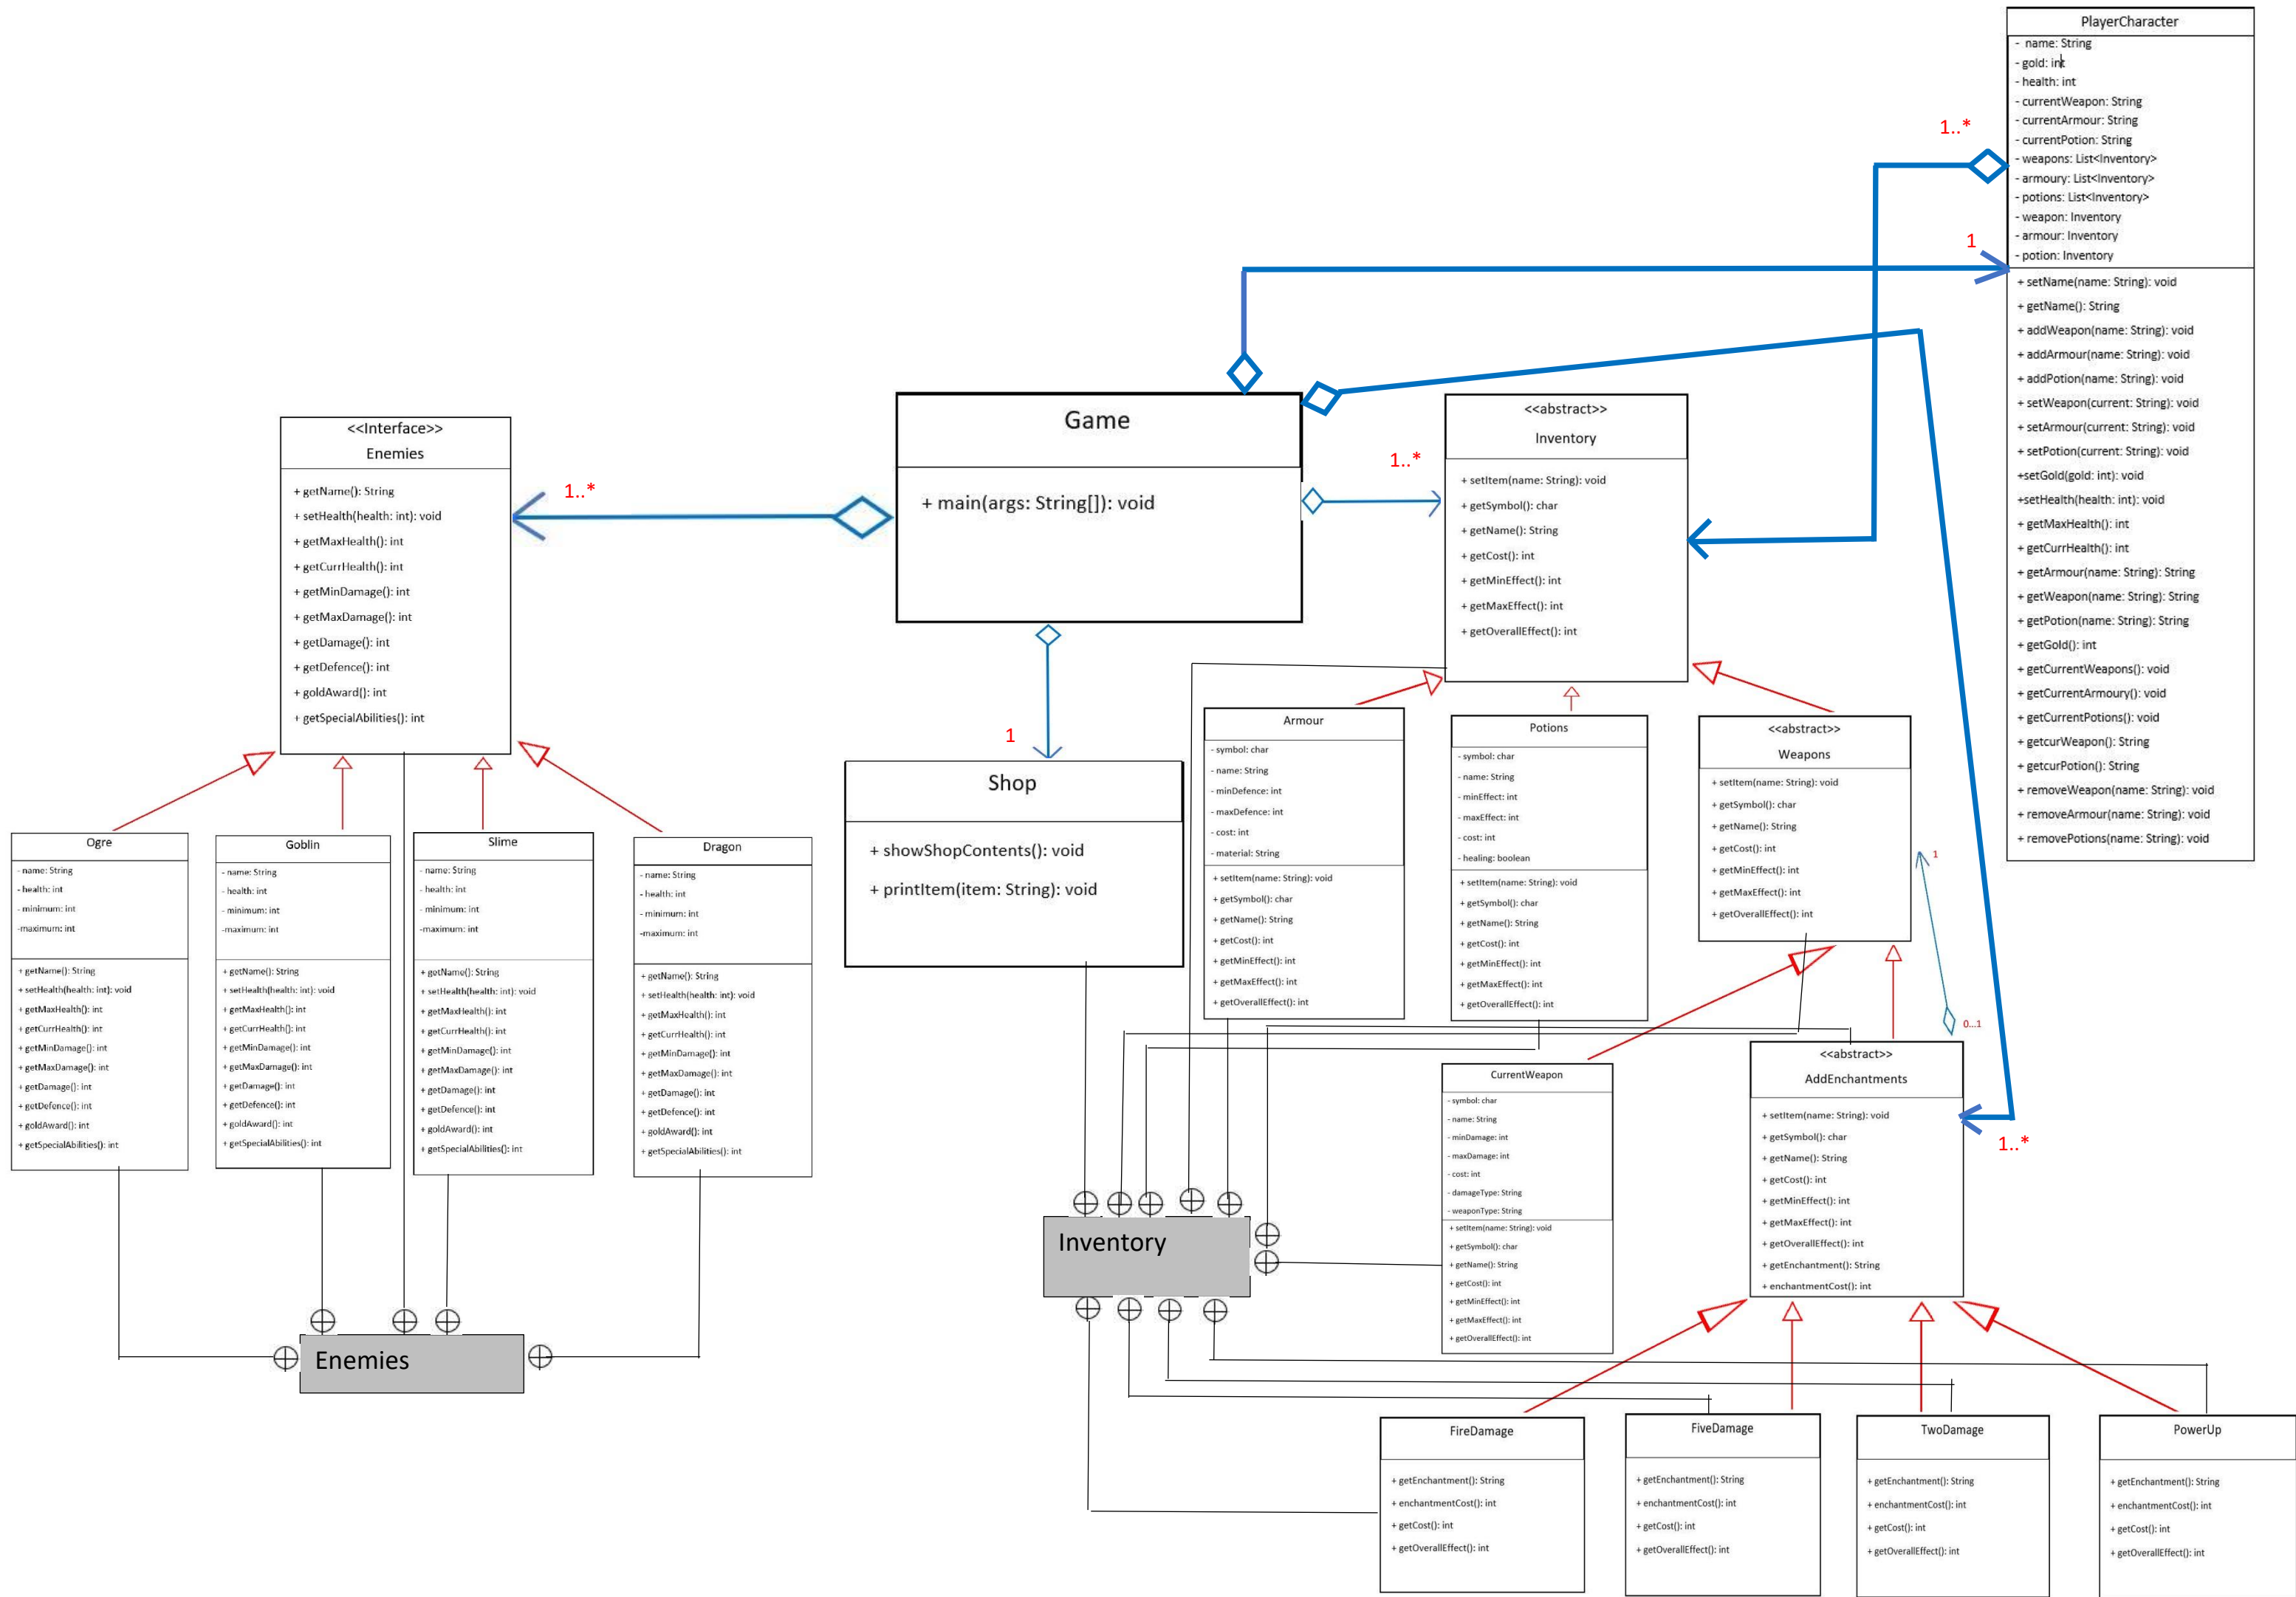 PlayerCharacter
- name: String
- gold: int
- health: int
- currentWeapon: String
- currentArmour: String
- currentPotion: String
- weapons: List<Inventory>
- armoury: List<Inventory>
- potions: List<Inventory>
- weapon: Inventory
- armour: Inventory
- potion: Inventory
+ setName(name: String): void
+ getName(): String
+ addWeapon(name: String): void
+ addArmour(name: String): void
+ addPotion(name: String): void
+ setWeapon(current: String): void
+ setArmour(current: String): void
+ setPotion(current: String): void
+setGold(gold: int): void
+setHealth(health: int): void
+ getMaxHealth(): int
+ getCurrHealth(): int
+ getArmour(name: String): String
+ getWeapon(name: String): String
+ getPotion(name: String): String
+ getGold(): int
+ getCurrentWeapons(): void
+ getCurrentArmoury(): void
+ getCurrentPotions(): void
+ getcurWeapon(): String
+ getcurPotion(): String
+ removeWeapon(name: String): void
+ removeArmour(name: String): void
+ removePotions(name: String): void
1..*
1
Game
+ main(args: String[]): void
<<Interface>>
Enemies
+ getName(): String
+ setHealth(health: int): void
+ getMaxHealth(): int
+ getCurrHealth(): int
+ getMinDamage(): int
+ getMaxDamage(): int
+ getDamage(): int
+ getDefence(): int
+ goldAward(): int
+ getSpecialAbilities(): int
1..*
1..*
<<abstract>>
Inventory
+ setItem(name: String): void
+ getSymbol: char
+ getName(): String
+ getCost(): int
+ getMinEffect(): int
+ getMaxEffect(): int
+ getOverallEffect(): int
1
Shop
+ showShopContents(): void
+ printItem(item: String): void
Armour
- symbol: char
- name: String
- minDefence: int
- maxDefence: int
- cost: int
- material: String
+ setItem(name: String): void
+ getSymbol: char
+ getName(): String
+ getCost(): int
+ getMinEffect(): int
+ getMaxEffect(): int
+ getOverallEffect(): int
Potions
- symbol: char
- name: String
- minEffect: int
- maxEffect: int
- cost: int
- healing: boolean
+ setItem(name: String): void
+ getSymbol(): char
+ getName(): String
+ getCost(): int
+ getMinEffect(): int
+ getMaxEffect(): int
+ getOverallEffect(): int
<<abstract>>
Weapons
+ setItem(name: String): void
+ getSymbol(): char
+ getName(): String
+ getCost(): int
+ getMinEffect(): int
+ getMaxEffect(): int
+ getOverallEffect(): int
1
0...1
Ogre
- name: String
- health: int
- minimum: int
-maximum: int
+ getName(): String
+ setHealth(health: int): void
+ getMaxHealth(): int
+ getCurrHealth(): int
+ getMinDamage(): int
+ getMaxDamage(): int
+ getDamage(): int
+ getDefence(): int
+ goldAward(): int
+ getSpecialAbilities(): int
Goblin
- name: String
- health: int
- minimum: int
-maximum: int
+ getName(): String
+ setHealth(health: int): void
+ getMaxHealth(): int
+ getCurrHealth(): int
+ getMinDamage(): int
+ getMaxDamage(): int
+ getDamage(): int
+ getDefence(): int
+ goldAward(): int
+ getSpecialAbilities(): int
Slime
- name: String
- health: int
- minimum: int
-maximum: int
+ getName(): String
+ setHealth(health: int): void
+ getMaxHealth(): int
+ getCurrHealth(): int
+ getMinDamage(): int
+ getMaxDamage(): int
+ getDamage(): int
+ getDefence(): int
+ goldAward(): int
+ getSpecialAbilities(): int
Dragon
- name: String
- health: int
- minimum: int
-maximum: int
+ getName(): String
+ setHealth(health: int): void
+ getMaxHealth(): int
+ getCurrHealth(): int
+ getMinDamage(): int
+ getMaxDamage(): int
+ getDamage(): int
+ getDefence(): int
+ goldAward(): int
+ getSpecialAbilities(): int
CurrentWeapon
- symbol: char
- name: String
- minDamage: int
- maxDamage: int
- cost: int
- damageType: String
- weaponType: String
+ setItem(name: String): void
+ getSymbol(): char
+ getName(): String
+ getCost(): int
+ getMinEffect(): int
+ getMaxEffect(): int
+ getOverallEffect(): int
<<abstract>>
AddEnchantments
+ setItem(name: String): void
+ getSymbol(): char
+ getName(): String
+ getCost(): int
+ getMinEffect(): int
+ getMaxEffect(): int
+ getOverallEffect(): int
+ getEnchantment(): String
+ enchantmentCost(): int
1..*
Inventory
Enemies
FireDamage
+ getEnchantment(): String
+ enchantmentCost(): int
+ getCost(): int
+ getOverallEffect(): int
FiveDamage
+ getEnchantment(): String
+ enchantmentCost(): int
+ getCost(): int
+ getOverallEffect(): int
TwoDamage
+ getEnchantment(): String
+ enchantmentCost(): int
+ getCost(): int
+ getOverallEffect(): int
PowerUp
+ getEnchantment(): String
+ enchantmentCost(): int
+ getCost(): int
+ getOverallEffect(): int